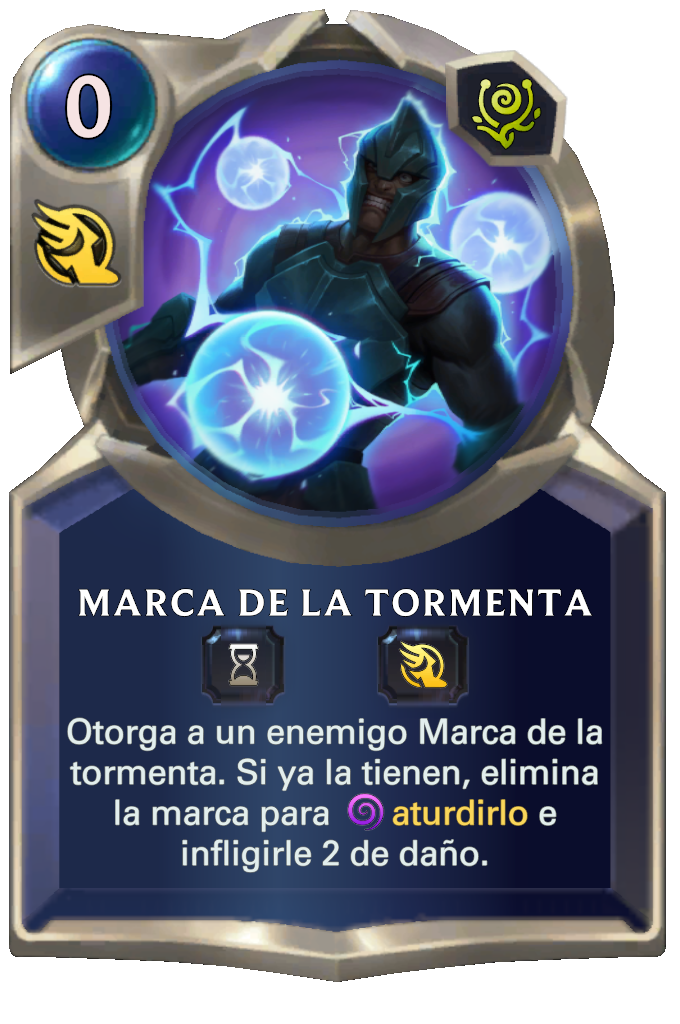 0
MARCA DE LA TORMENTA
Otorga a un enemigo Marca de la
tormenta. Si ya la tienen, elimina
la marca para aturdirlo e
infligirle 2 de daño.